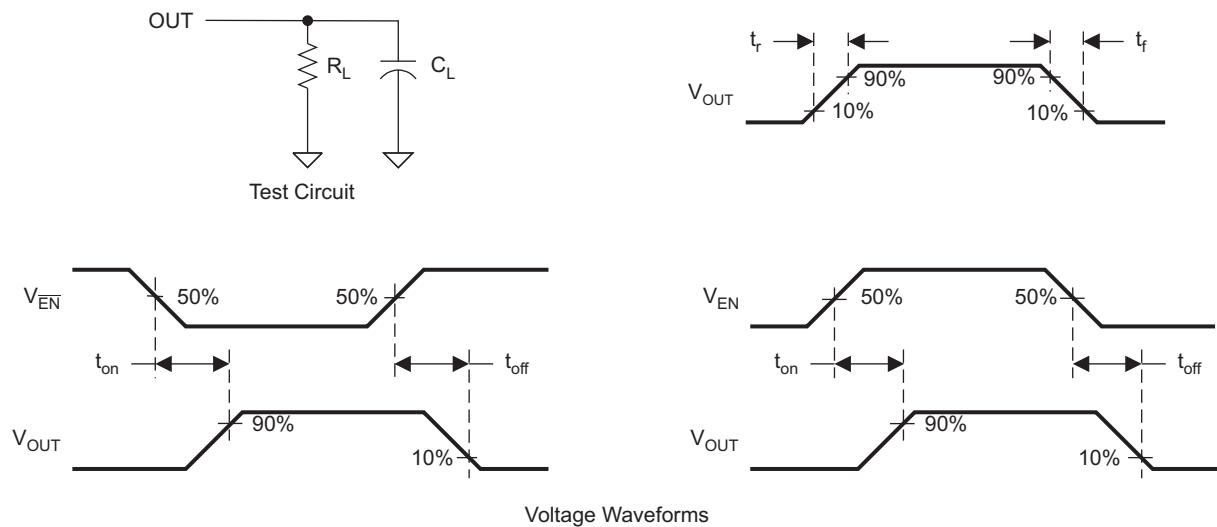 OUT
R_L
C_L
Test Circuit
t_r
t_f
V_OUT
90%
90%
10%
10%
V_E̅N̅
50%
50%
t_on
t_off
V_OUT
90%
10%
V_EN
50%
50%
t_on
t_off
V_OUT
90%
10%
Voltage Waveforms